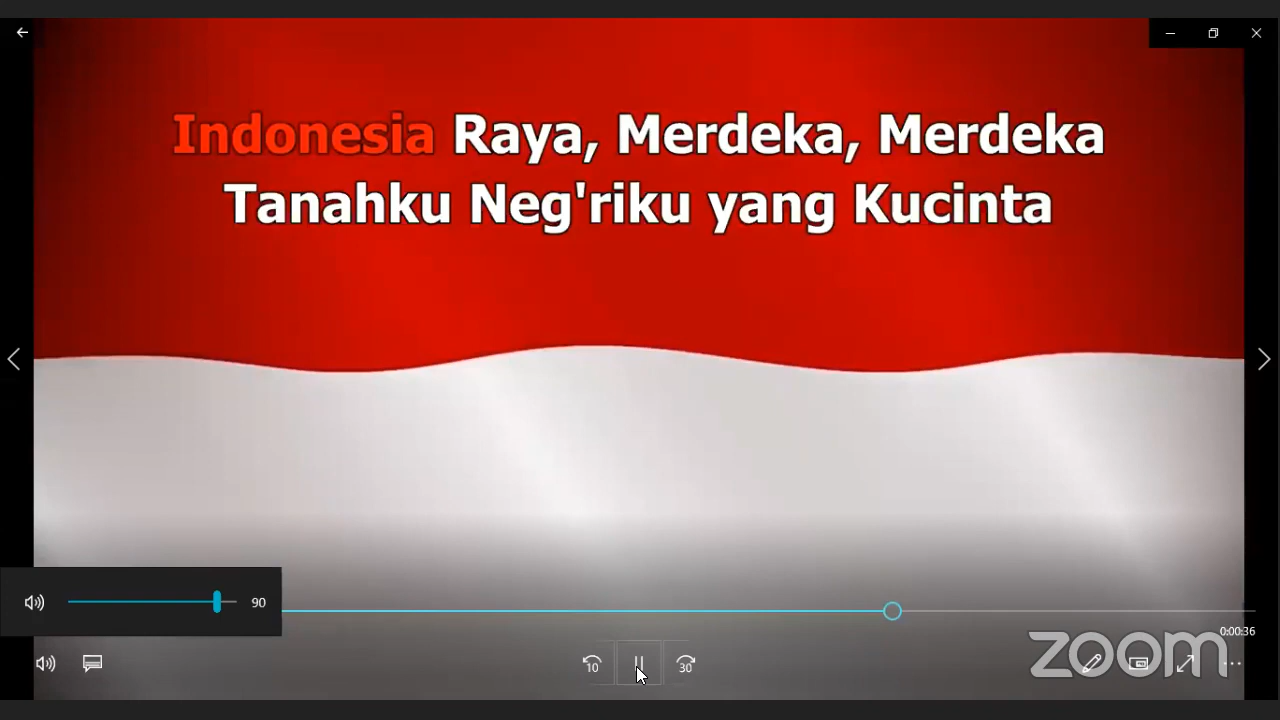 Indonesia Raya, Merdeka, Merdeka
Tanahku Neg'riku yang Kucinta
90
0:00:36
10
30
zoom